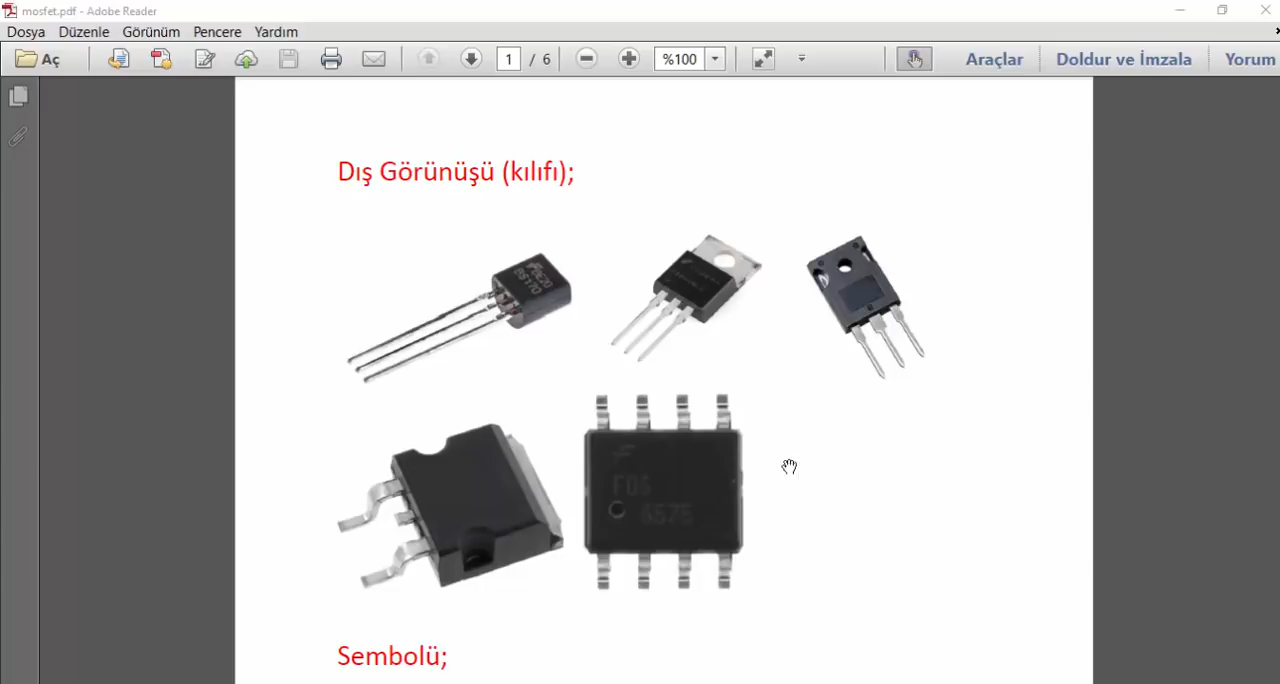 mosfet.pdf - Adobe Reader
Dosya Düzenle Görünüm Pencere Yardım
Aç 1 / 6 %100 Araçlar Doldur ve İmzala Yorum
Dış Görünüşü (kılıfı);
BS170
Sembolü;